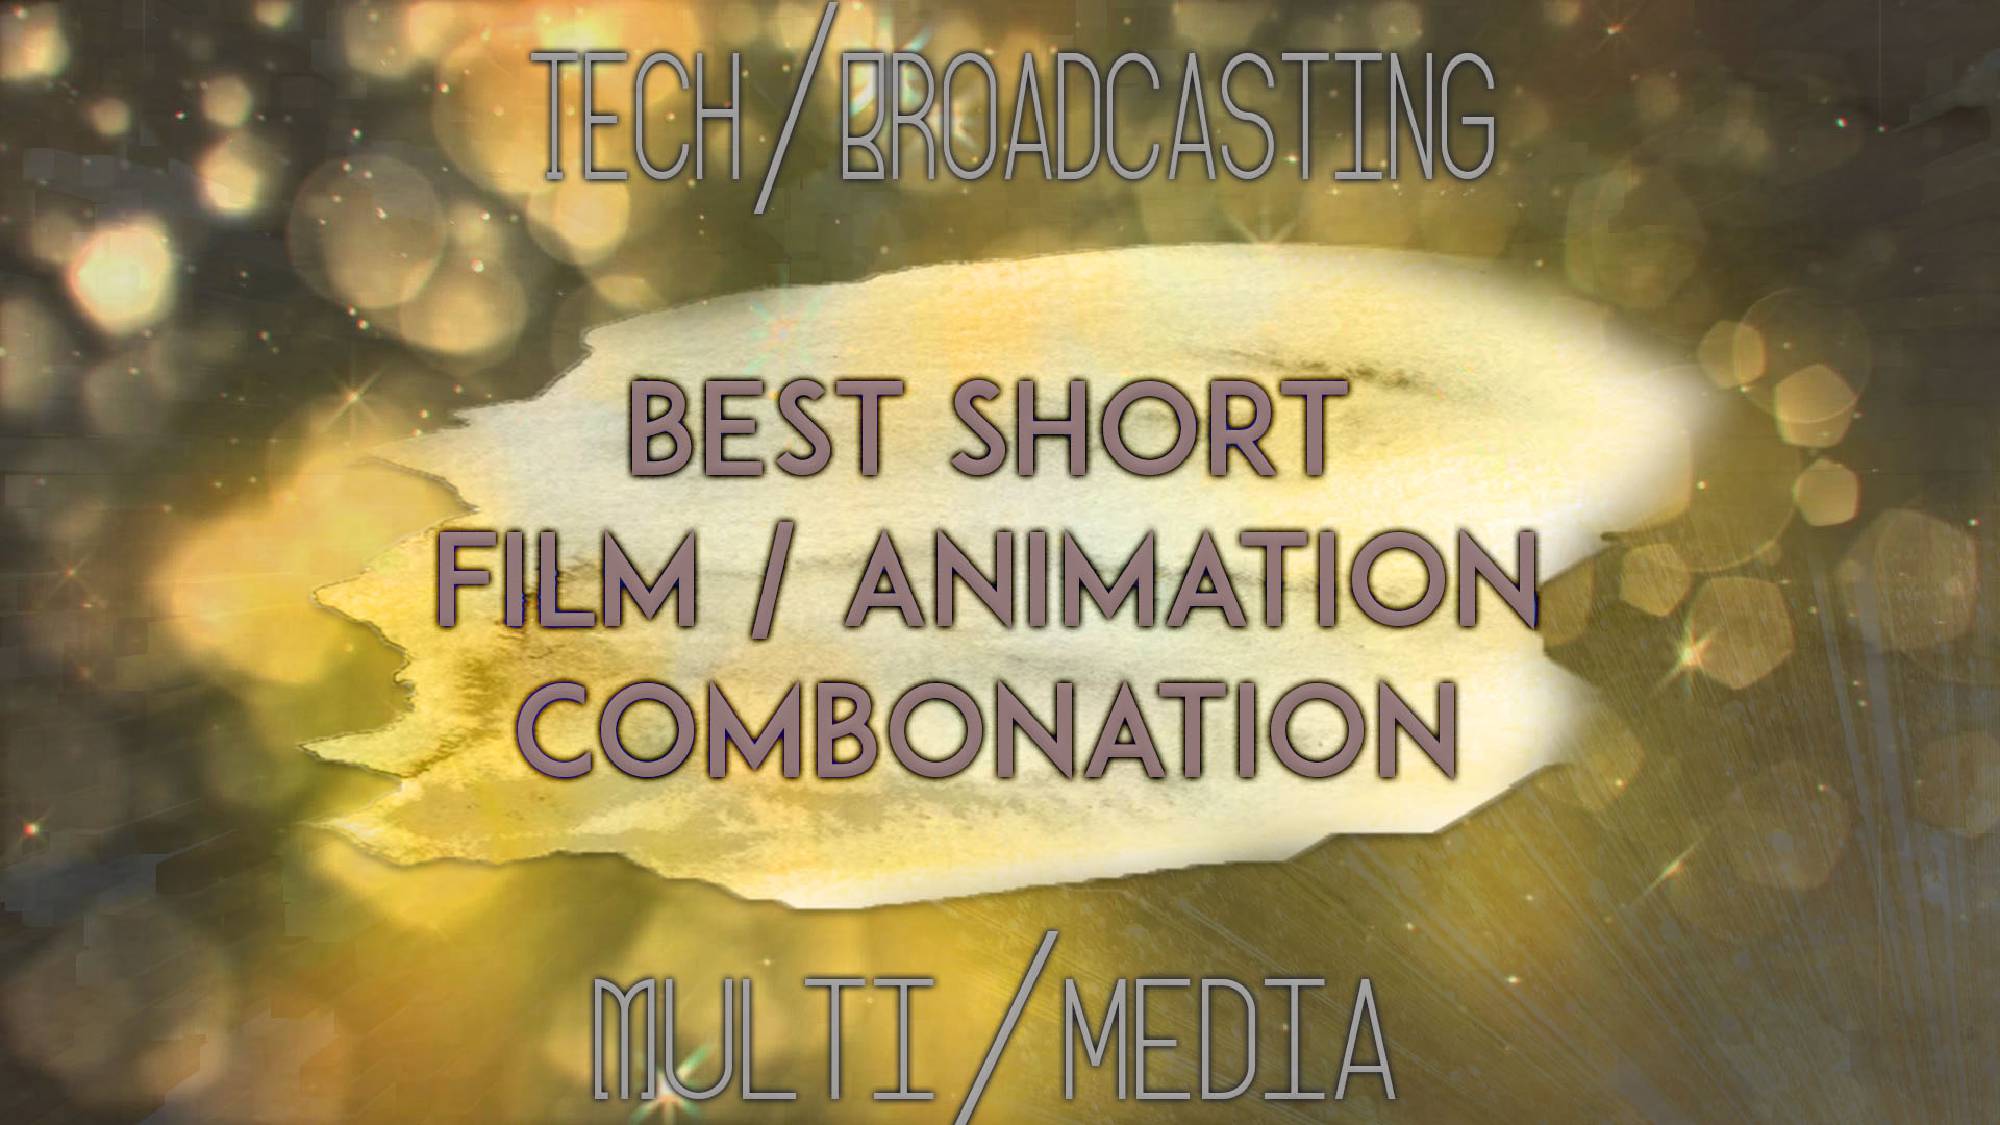 TECH/BROADCASTING
BEST SHORT
FILM / ANIMATION
COMBONATION
MULTI/MEDIA